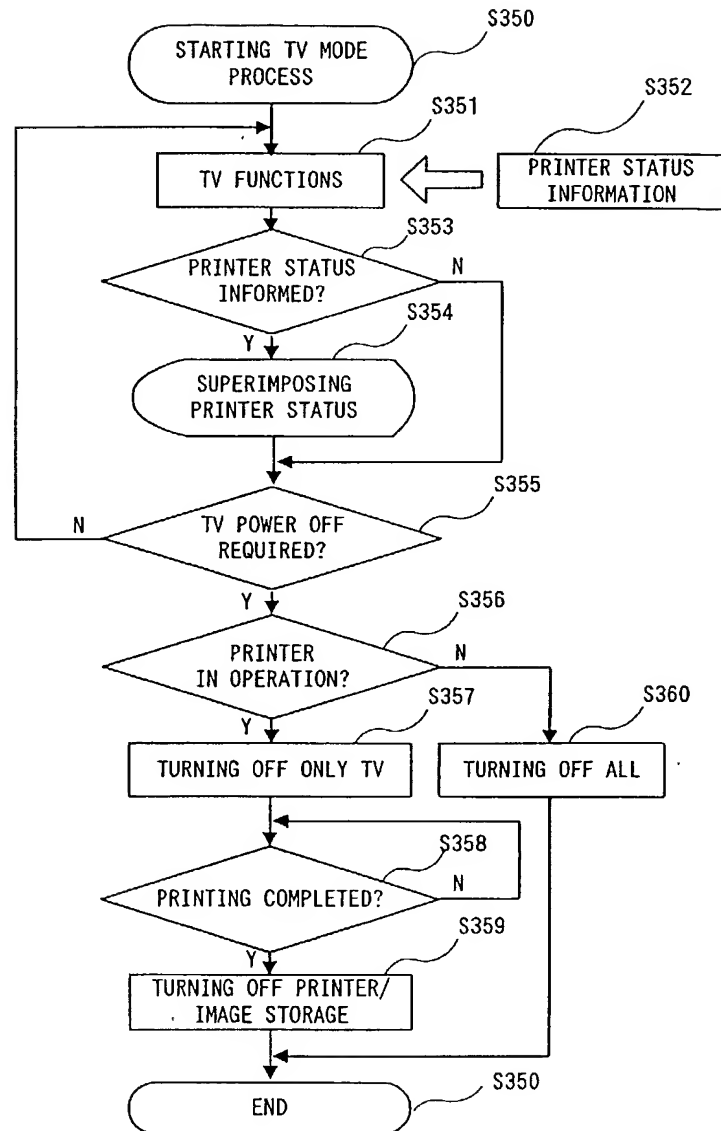 S350
STARTING TV MODE
PROCESS
S351
S352
TV FUNCTIONS
PRINTER STATUS
INFORMATION
S353
PRINTER STATUS
INFORMED?
N
Y
S354
SUPERIMPOSING
PRINTER STATUS
S355
TV POWER OFF
REQUIRED?
N
Y
S356
PRINTER
IN OPERATION?
N
Y
S357
S360
TURNING OFF ONLY TV
TURNING OFF ALL
S358
PRINTING COMPLETED?
N
Y
S359
TURNING OFF PRINTER/
IMAGE STORAGE
S350
END